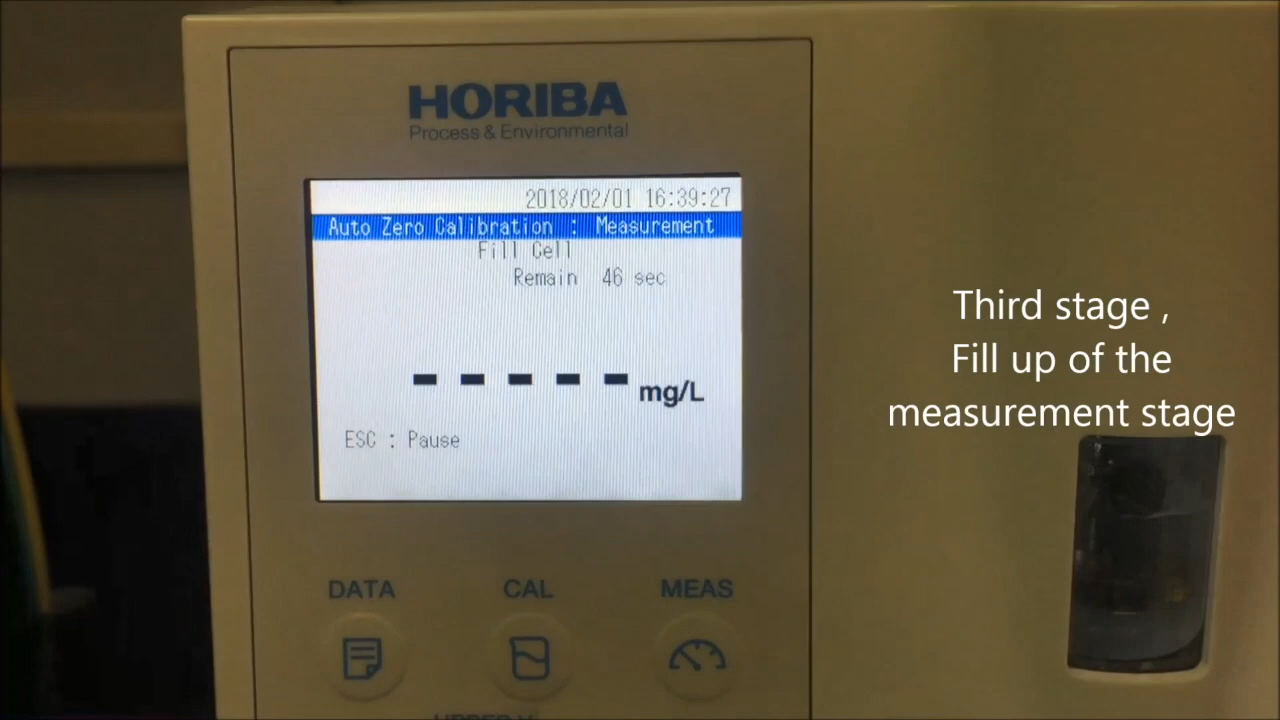 HORIBA
Process & Environmental
2018/02/01 16:39:27
Auto Zero Calibration : Measurement
Fill Cell
Remain 46 sec
- - - - - mg/L
ESC : Pause
Third stage ,
Fill up of the
measurement stage
DATA CAL MEAS